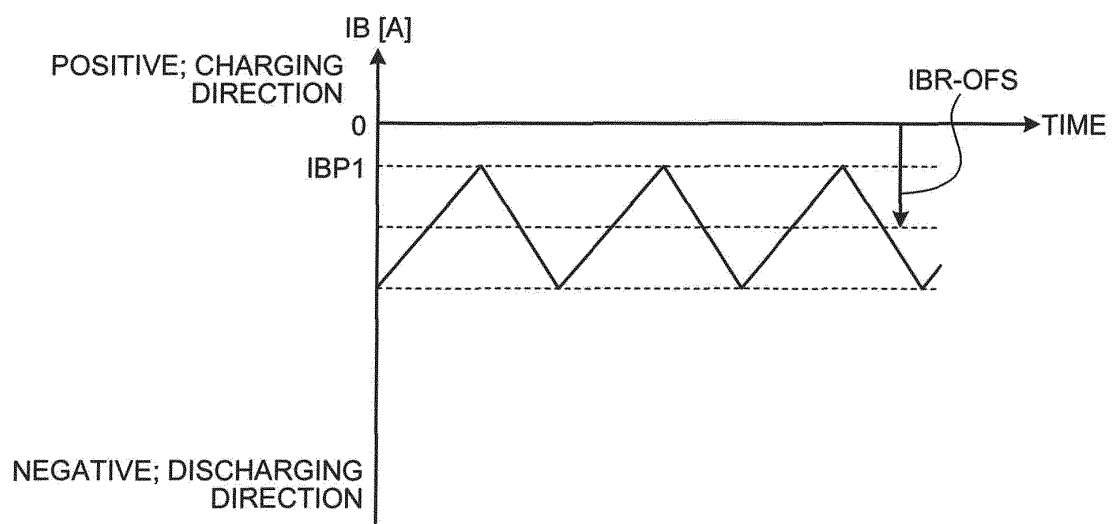 IB [A]
POSITIVE; CHARGING
DIRECTION
IBR-OFS
0
TIME
IBP1
NEGATIVE; DISCHARGING
DIRECTION